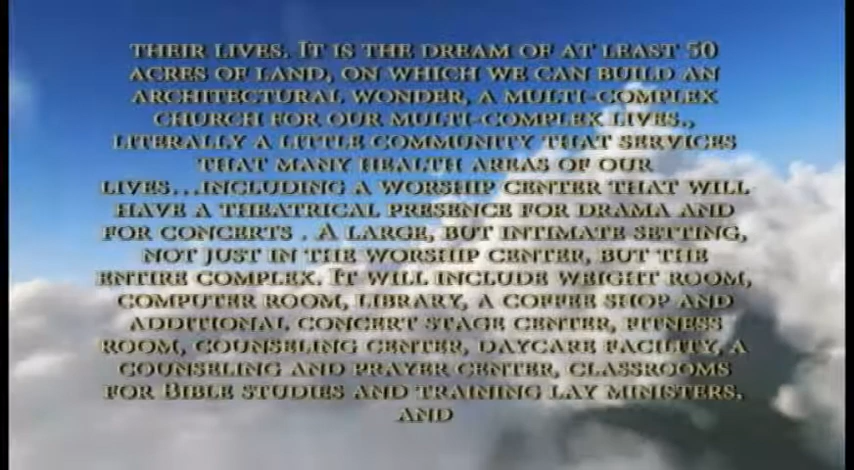 THEIR LIVES. IT IS THE DREAM OF AT LEAST 50
ACRES OF LAND, ON WHICH WE CAN BUILD AN
ARCHITECTURAL WONDER, A MULTI-COMPLEX
CHURCH FOR OUR MULTI-COMPLEX LIVES.,
LITERALLY A LITTLE COMMUNITY THAT SERVICES
THAT MANY HEALTH AREAS OF OUR
LIVES...INCLUDING A WORSHIP CENTER THAT WILL
HAVE A THEATRICAL PRESENCE FOR DRAMA AND
FOR CONCERTS . A LARGE, BUT INTIMATE SETTING,
NOT JUST IN THE WORSHIP CENTER, BUT THE
ENTIRE COMPLEX. IT WILL INCLUDE WEIGHT ROOM,
COMPUTER ROOM, LIBRARY, A COFFEE SHOP AND
ADDITIONAL CONCERT STAGE CENTER, FITNESS
ROOM, COUNSELING CENTER, DAYCARE FACILITY, A
COUNSELING AND PRAYER CENTER, CLASSROOMS
FOR BIBLE STUDIES AND TRAINING LAY MINISTERS,
AND